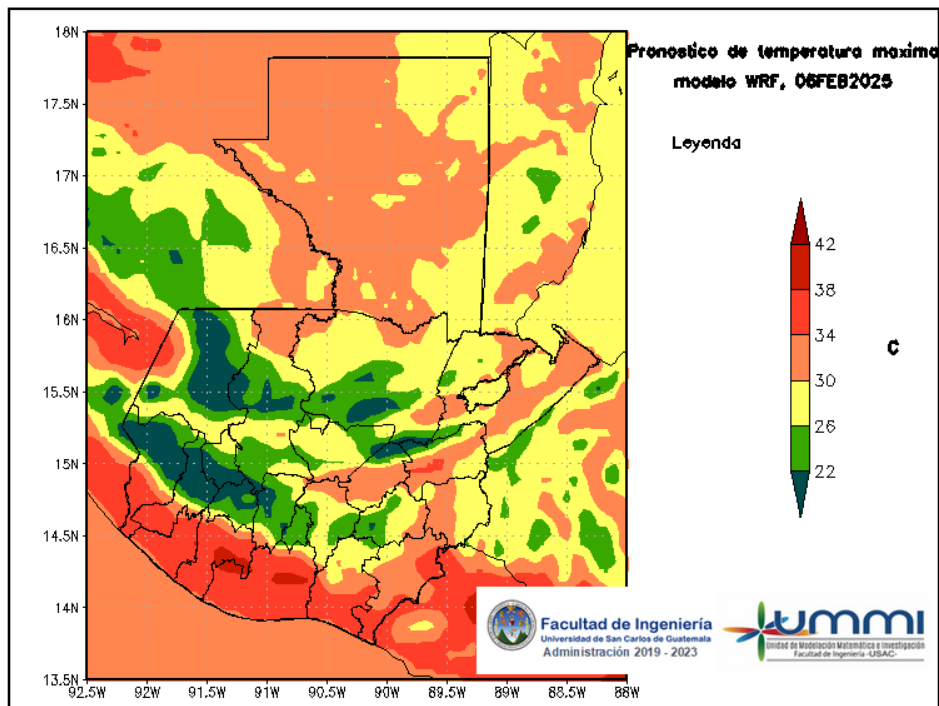 Pronostico de temperatura maxima
modelo WRF, 06FEB2025
Leyenda
42
38
34
30
26
22
C
18N
17.5N
17N
16.5N
16N
15.5N
15N
14.5N
14N
13.5N
92.5W
92W
91.5W
91W
90.5W
90W
89.5W
89W
88.5W
88W
Facultad de Ingeniería
Universidad de San Carlos de Guatemala
Administración 2019 - 2023
ummi
Unidad de Modelación Matemática e Investigación
Facultad de Ingeniería -USAC-